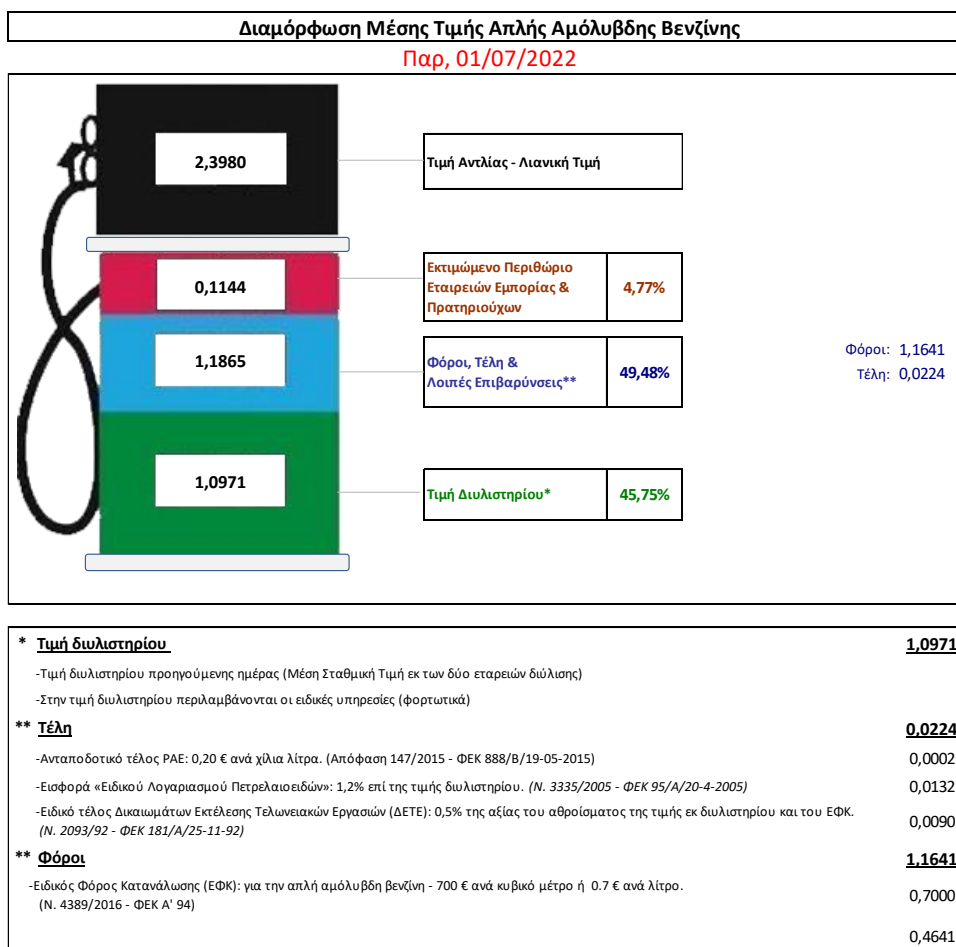 Διαμόρφωση Μέσης Τιμής Απλής Αμόλυβδης Βενζίνης
Παρ, 01/07/2022
2,3980
Τιμή Αντλίας - Λιανική Τιμή
0,1144
Εκτιμώμενο Περιθώριο
Εταιρειών Εμπορίας &
Πρατηριούχων
4,77%
1,1865
Φόροι, Τέλη &
Λοιπές Επιβαρύνσεις**
49,48%
Φόροι: 1,1641
Τέλη: 0,0224
1,0971
Τιμή Διυλιστηρίου*
45,75%
* Τιμή διυλιστηρίου 1,0971
-Τιμή διυλιστηρίου προηγούμενης ημέρας (Μέση Σταθμική Τιμή εκ των δύο εταρειών διύλισης)
-Στην τιμή διυλιστηρίου περιλαμβάνονται οι ειδικές υπηρεσίες (φορτωτικά)
** Τέλη 0,0224
-Ανταποδοτικό τέλος ΡΑΕ: 0,20 € ανά χίλια λίτρα. (Απόφαση 147/2015 - ΦΕΚ 888/Β/19-05-2015) 0,0002
-Εισφορά «Ειδικού Λογαριασμού Πετρελαιοειδών»: 1,2% επί της τιμής διυλιστηρίου. (Ν. 3335/2005 - ΦΕΚ 95/Α/20-4-2005) 0,0132
-Ειδικό τέλος Δικαιωμάτων Εκτέλεσης Τελωνειακών Εργασιών (ΔΕΤΕ): 0,5% της αξίας του αθροίσματος της τιμής εκ διυλιστηρίου και του ΕΦΚ.
(Ν. 2093/92 - ΦΕΚ 181/Α/25-11-92) 0,0090
** Φόροι 1,1641
-Ειδικός Φόρος Κατανάλωσης (ΕΦΚ): για την απλή αμόλυβδη βενζίνη - 700 € ανά κυβικό μέτρο ή 0.7 € ανά λίτρο.
(Ν. 4389/2016 - ΦΕΚ Α' 94) 0,7000
0,4641